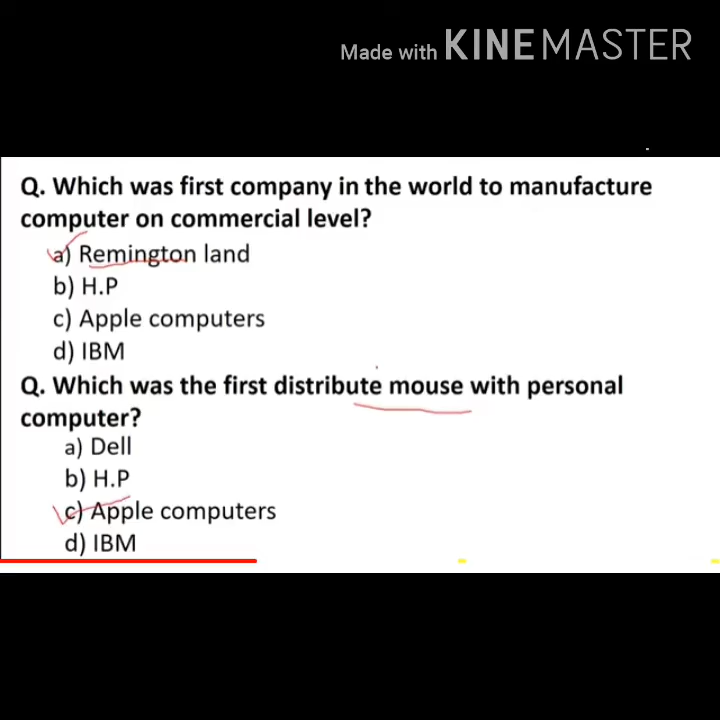 Made with KINEMASTER
Q. Which was first company in the world to manufacture
computer on commercial level?
a) Remington land
b) H.P
c) Apple computers
d) IBM
Q. Which was the first distribute mouse with personal
computer?
a) Dell
b) H.P
c) Apple computers
d) IBM